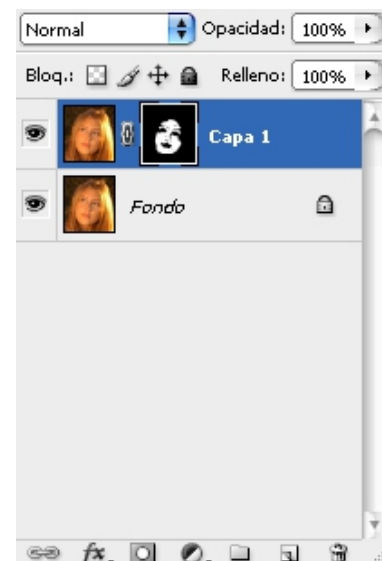 Normal Opacidad: 100%
Bloq.: Relleno: 100%
Capa 1
Fondo
fx.